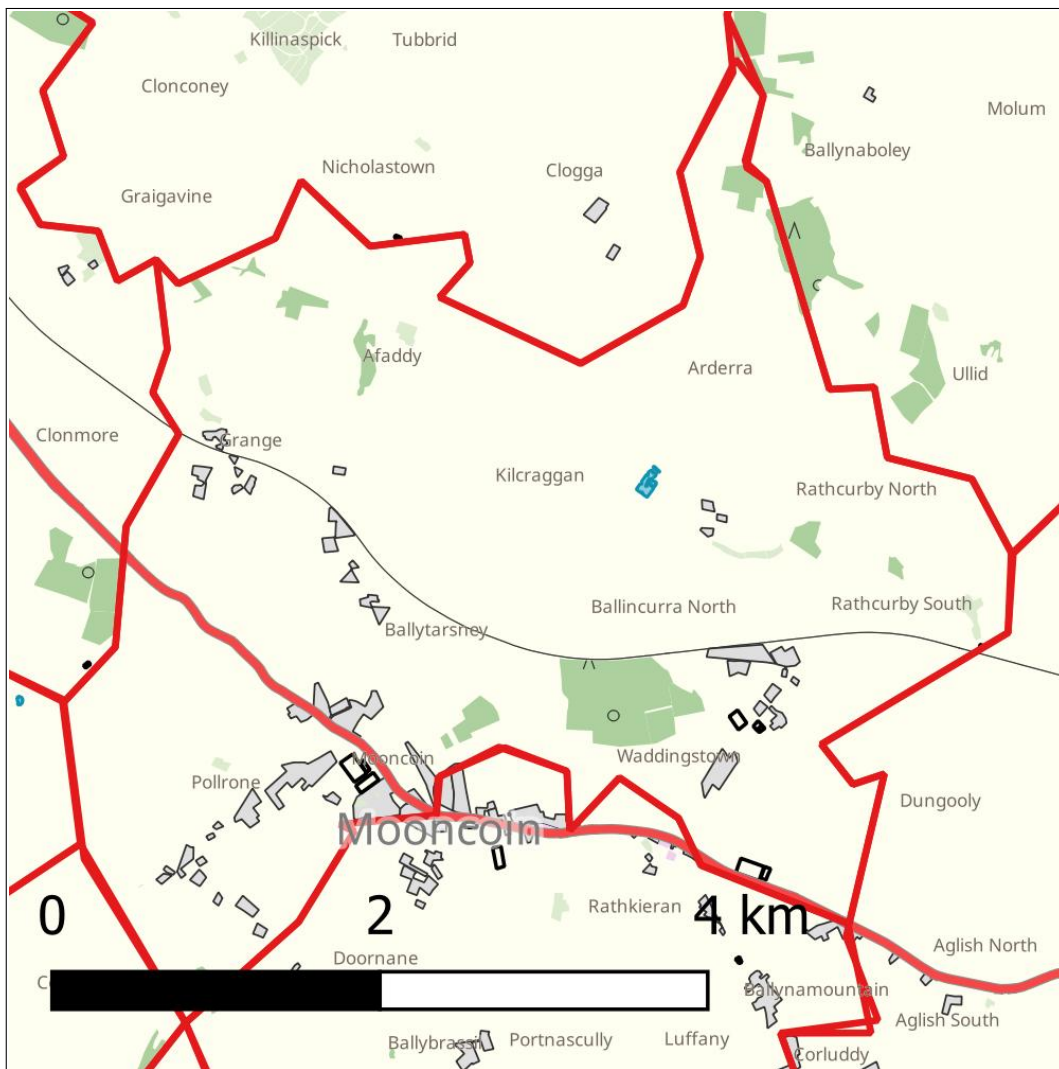 Killinaspick
Tubbrid
Clonconey
Molum
Ballynaboley
Nicholastown
Clogga
Graigavine
Afaddy
Arderra
Ullid
Clonmore
Grange
Kilcraggan
Rathcurby North
Ballincurra North
Rathcurby South
Ballytarsney
Mooncoin
Waddingstown
Pollrone
Dungooly
Mooncoin
Rathkieran
0 2 4 km
Aglish North
Doornane
Ballynamountain
Aglish South
Ballybrassil
Portnascully
Luffany
Corluddy